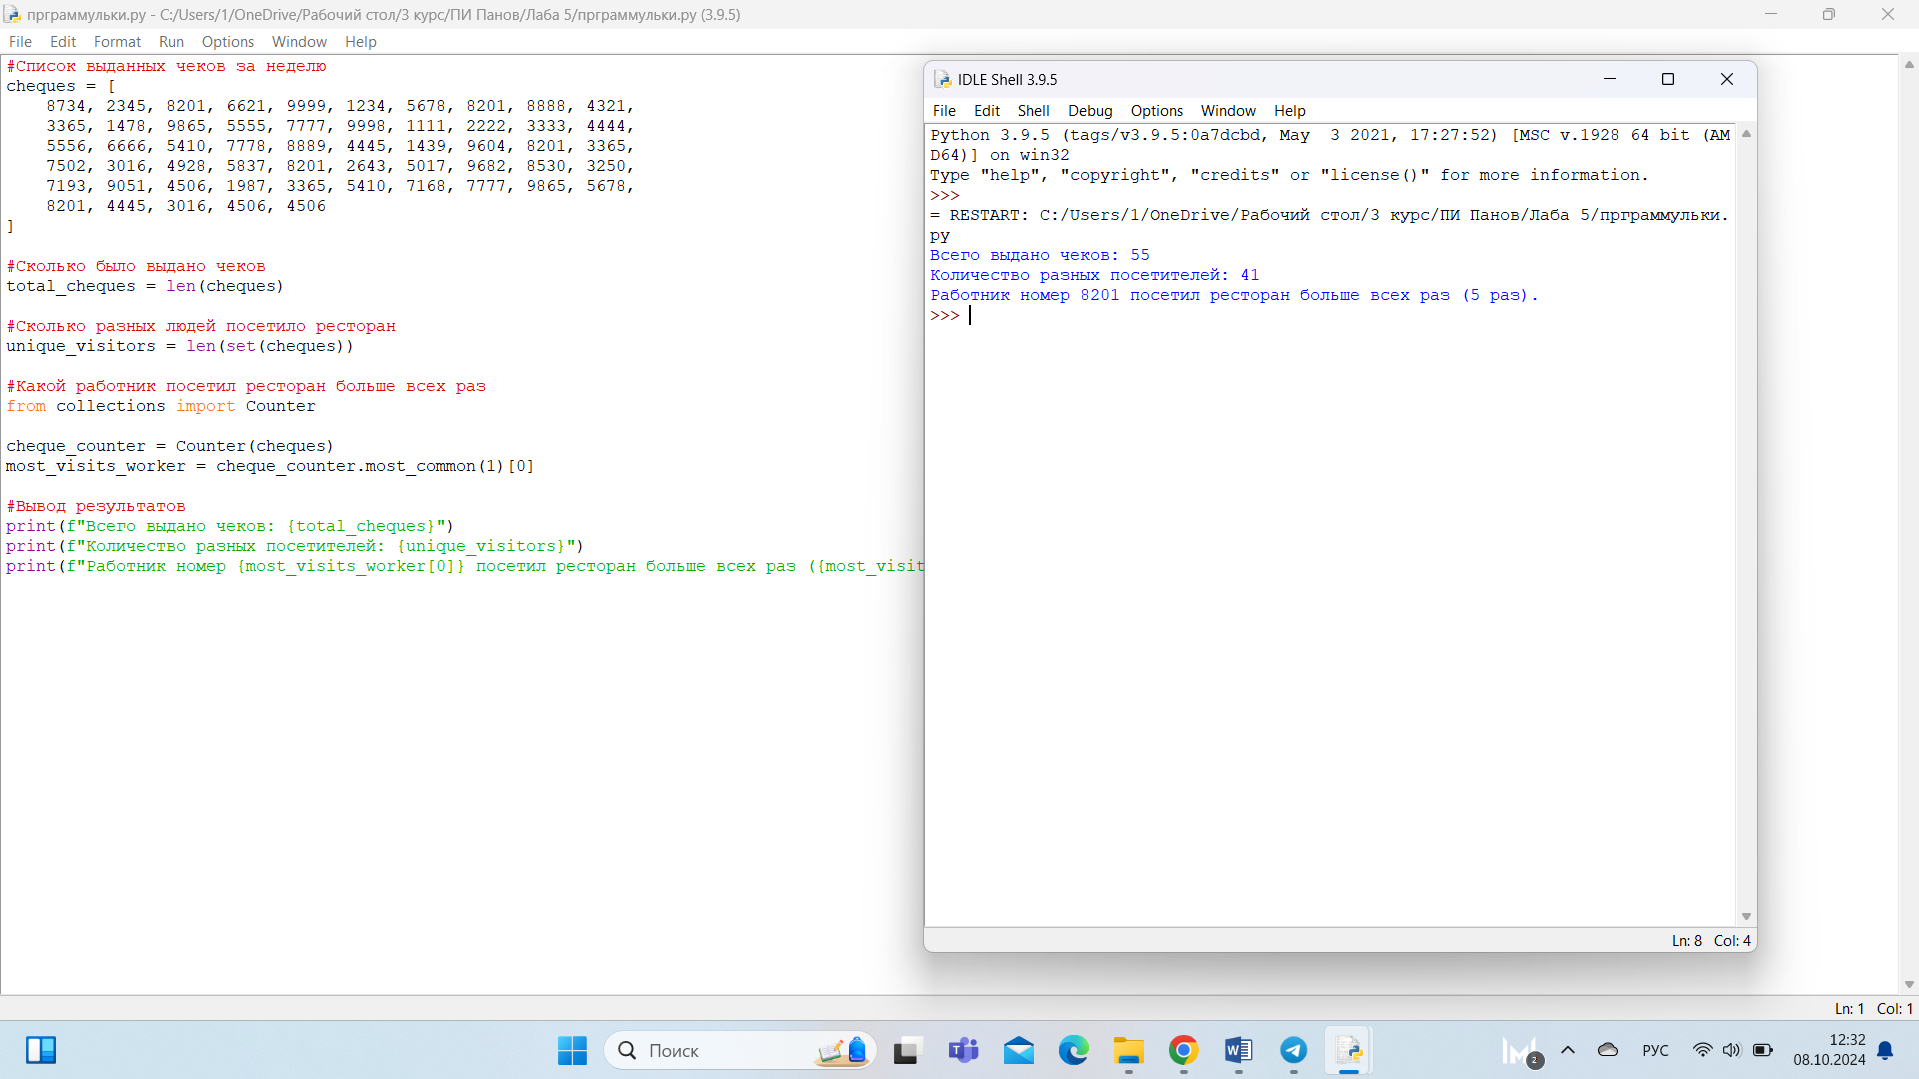 прграммульки.py - C:/Users/1/OneDrive/Рабочий стол/3 курс/ПИ Панов/Лаба 5/прграммульки.py (3.9.5)
File Edit Format Run Options Window Help
#Список выданных чеков за неделю
cheques = [
8734, 2345, 8201, 6621, 9999, 1234, 5678, 8201, 8888, 4321,
3365, 1478, 9865, 5555, 7777, 9998, 1111, 2222, 3333, 4444,
5556, 6666, 5410, 7778, 8889, 4445, 1439, 9604, 8201, 3365,
7502, 3016, 4928, 5837, 8201, 2643, 5017, 9682, 8530, 3250,
7193, 9051, 4506, 1987, 3365, 5410, 7168, 7777, 9865, 5678,
8201, 4445, 3016, 4506, 4506
]
#Сколько было выдано чеков
total_cheques = len(cheques)
#Сколько разных людей посетило ресторан
unique_visitors = len(set(cheques))
#Какой работник посетил ресторан больше всех раз
from collections import Counter
cheque_counter = Counter(cheques)
most_visits_worker = cheque_counter.most_common(1)[0]
#Вывод результатов
print(f"Всего выдано чеков: {total_cheques}")
print(f"Количество разных посетителей: {unique_visitors}")
print(f"Работник номер {most_visits_worker[0]} посетил ресторан больше всех раз ({most_visit
IDLE Shell 3.9.5
File Edit Shell Debug Options Window Help
Python 3.9.5 (tags/v3.9.5:0a7dcbd, May  3 2021, 17:27:52) [MSC v.1928 64 bit (AM
D64)] on win32
Type "help", "copyright", "credits" or "license()" for more information.
>>>
= RESTART: C:/Users/1/OneDrive/Рабочий стол/3 курс/ПИ Панов/Лаба 5/прграммульки.
py
Всего выдано чеков: 55
Количество разных посетителей: 41
Работник номер 8201 посетил ресторан больше всех раз (5 раз).
>>>
Ln: 8 Col: 4
Ln: 1 Col: 1
Поиск
2
РУС
12:32
08.10.2024